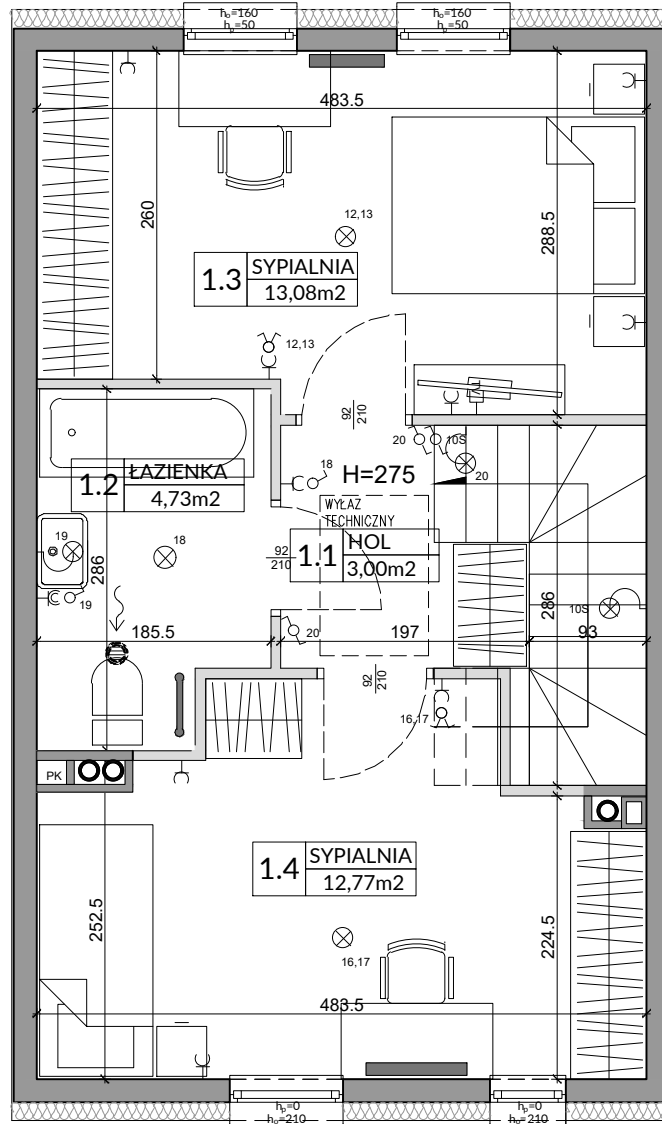 hₒ=160
hₚ=50
hₒ=160
hₚ=50
483.5
260
288.5
12,13
1.3 SYPIALNIA
13,08m2
12,13
92
210
20
10S
20
18
H=275
1.2 ŁAZIENKA
4,73m2
WYŁAZ
TECHNICZNY
1.1 HOL
3,00m2
92
210
19
18
286
19
286
10S
185.5
20
197
93
92
210
16,17
PK
1.4 SYPIALNIA
12,77m2
252.5
224.5
16,17
483.5
hₚ=0
hₒ=210
hₚ=0
hₒ=210